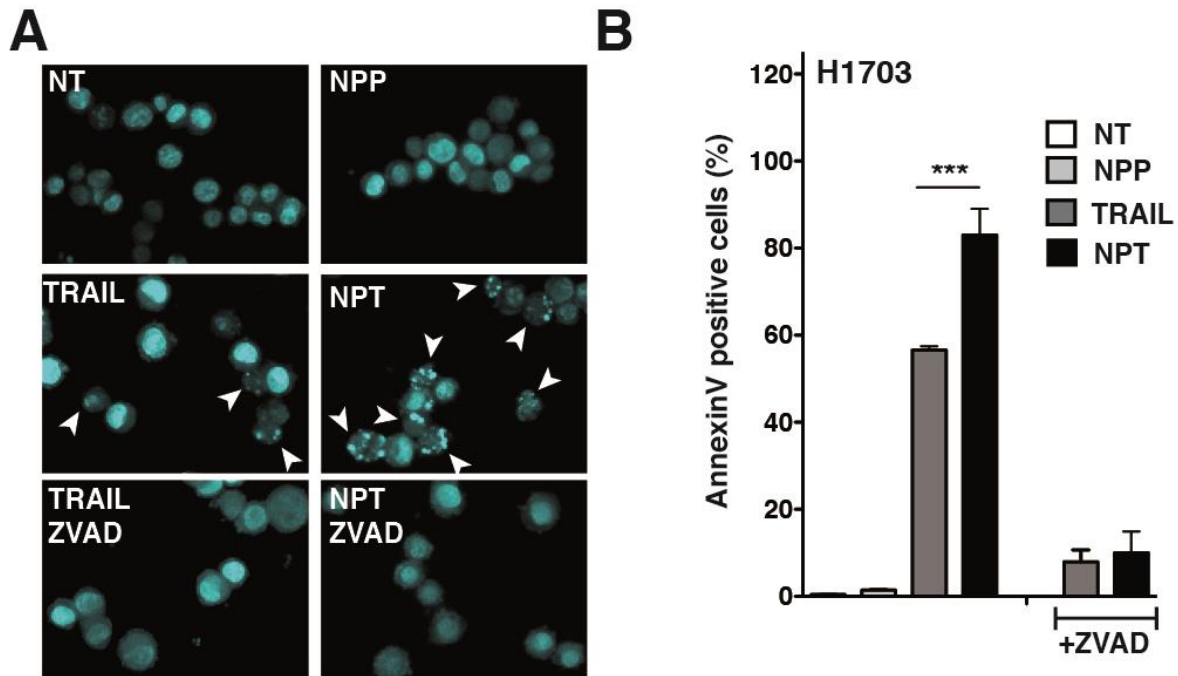 A
NT
NPP
TRAIL
NPT
TRAIL
ZVAD
NPT
ZVAD
B
H1703
AnnexinV positive cells (%)
120
100
80
60
40
20
0
***
NT
NPP
TRAIL
NPT
+ZVAD